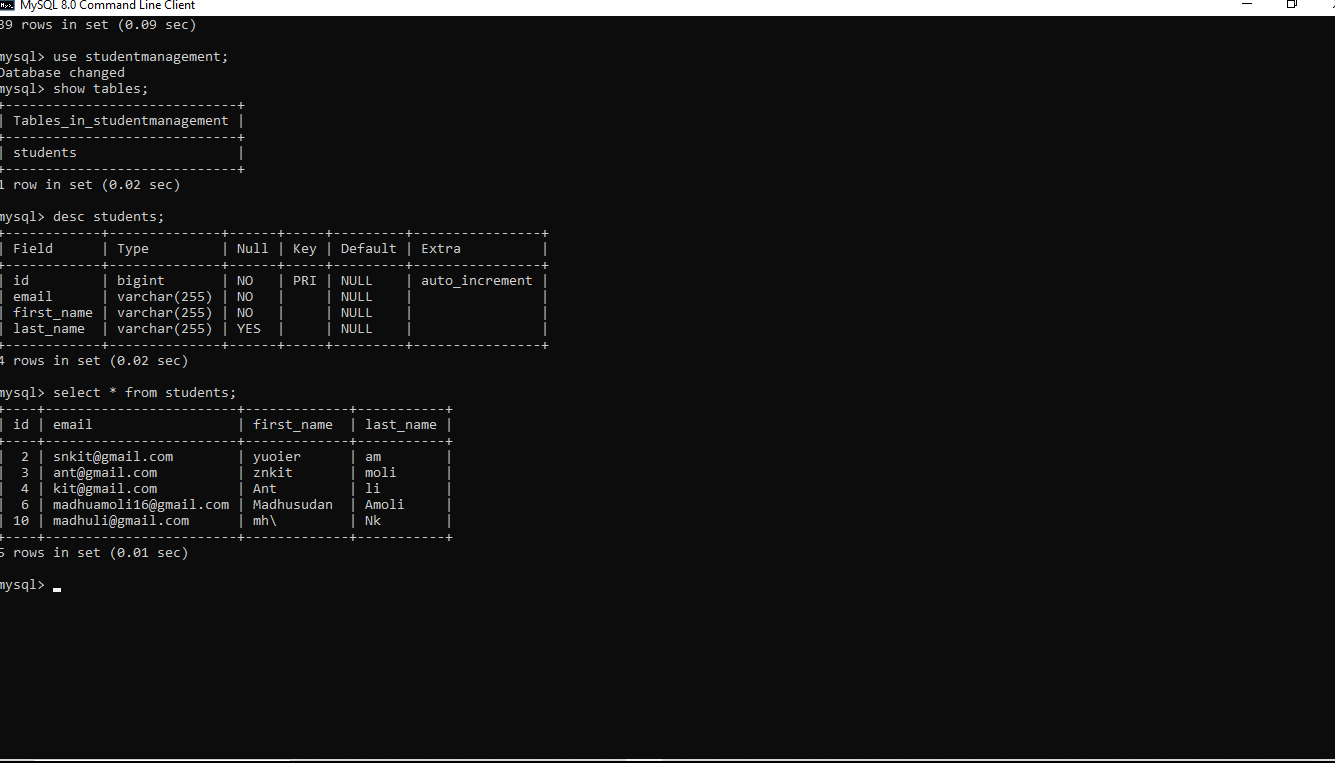 MySQL 8.0 Command Line Client
39 rows in set (0.09 sec)
mysql> use studentmanagement;
Database changed
mysql> show tables;
+-----------------------------+
| Tables_in_studentmanagement |
+-----------------------------+
| students                    |
+-----------------------------+
1 row in set (0.02 sec)
mysql> desc students;
+------------+--------------+------+-----+---------+----------------+
| Field      | Type         | Null | Key | Default | Extra          |
+------------+--------------+------+-----+---------+----------------+
| id         | bigint       | NO   | PRI | NULL    | auto_increment |
| email      | varchar(255) | NO   |     | NULL    |                |
| first_name | varchar(255) | NO   |     | NULL    |                |
| last_name  | varchar(255) | YES  |     | NULL    |                |
+------------+--------------+------+-----+---------+----------------+
4 rows in set (0.02 sec)
mysql> select * from students;
+----+------------------------+-------------+-----------+
| id | email                  | first_name  | last_name |
+----+------------------------+-------------+-----------+
|  2 | snkit@gmail.com        | yuoier      | am        |
|  3 | ant@gmail.com          | znkit       | moli      |
|  4 | kit@gmail.com          | Ant         | li        |
|  6 | madhuamoli16@gmail.com | Madhusudan  | Amoli     |
| 10 | madhuli@gmail.com      | mh\         | Nk        |
+----+------------------------+-------------+-----------+
5 rows in set (0.01 sec)
mysql>